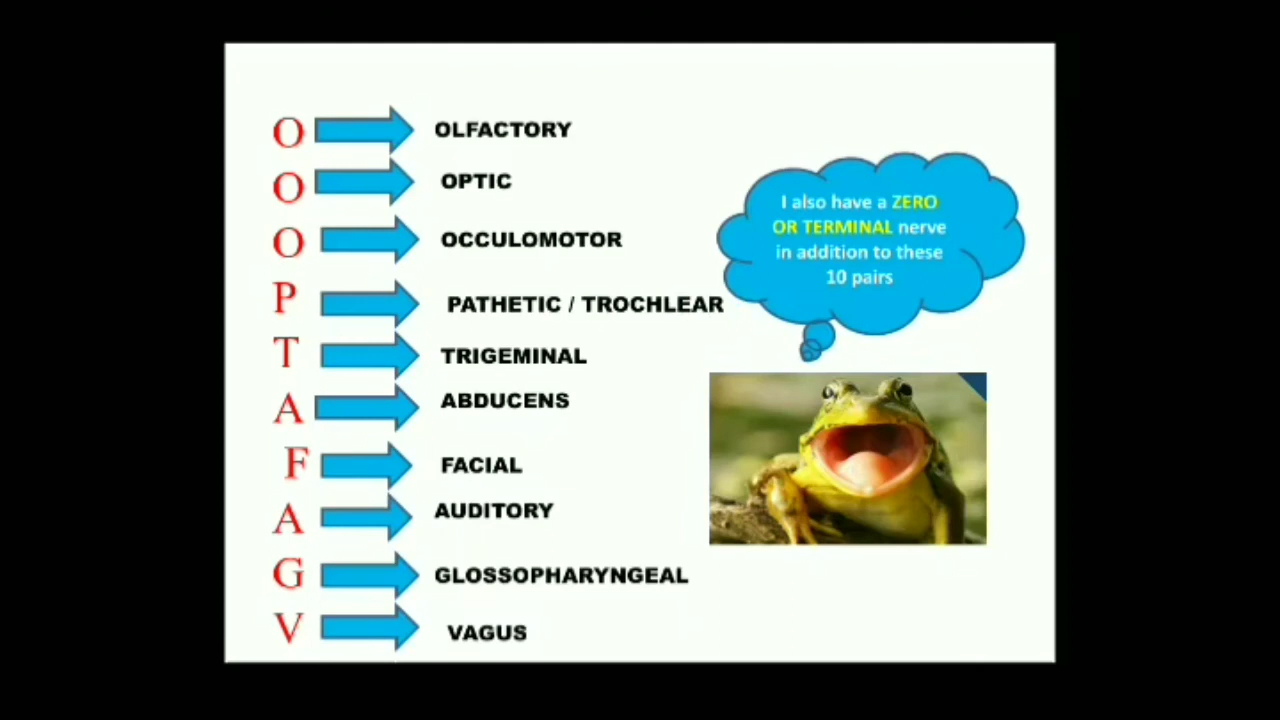 O OLFACTORY
O OPTIC
O OCCULOMOTOR
P PATHETIC / TROCHLEAR
T TRIGEMINAL
A ABDUCENS
F FACIAL
A AUDITORY
G GLOSSOPHARYNGEAL
V VAGUS
I also have a ZERO
OR TERMINAL nerve
in addition to these
10 pairs